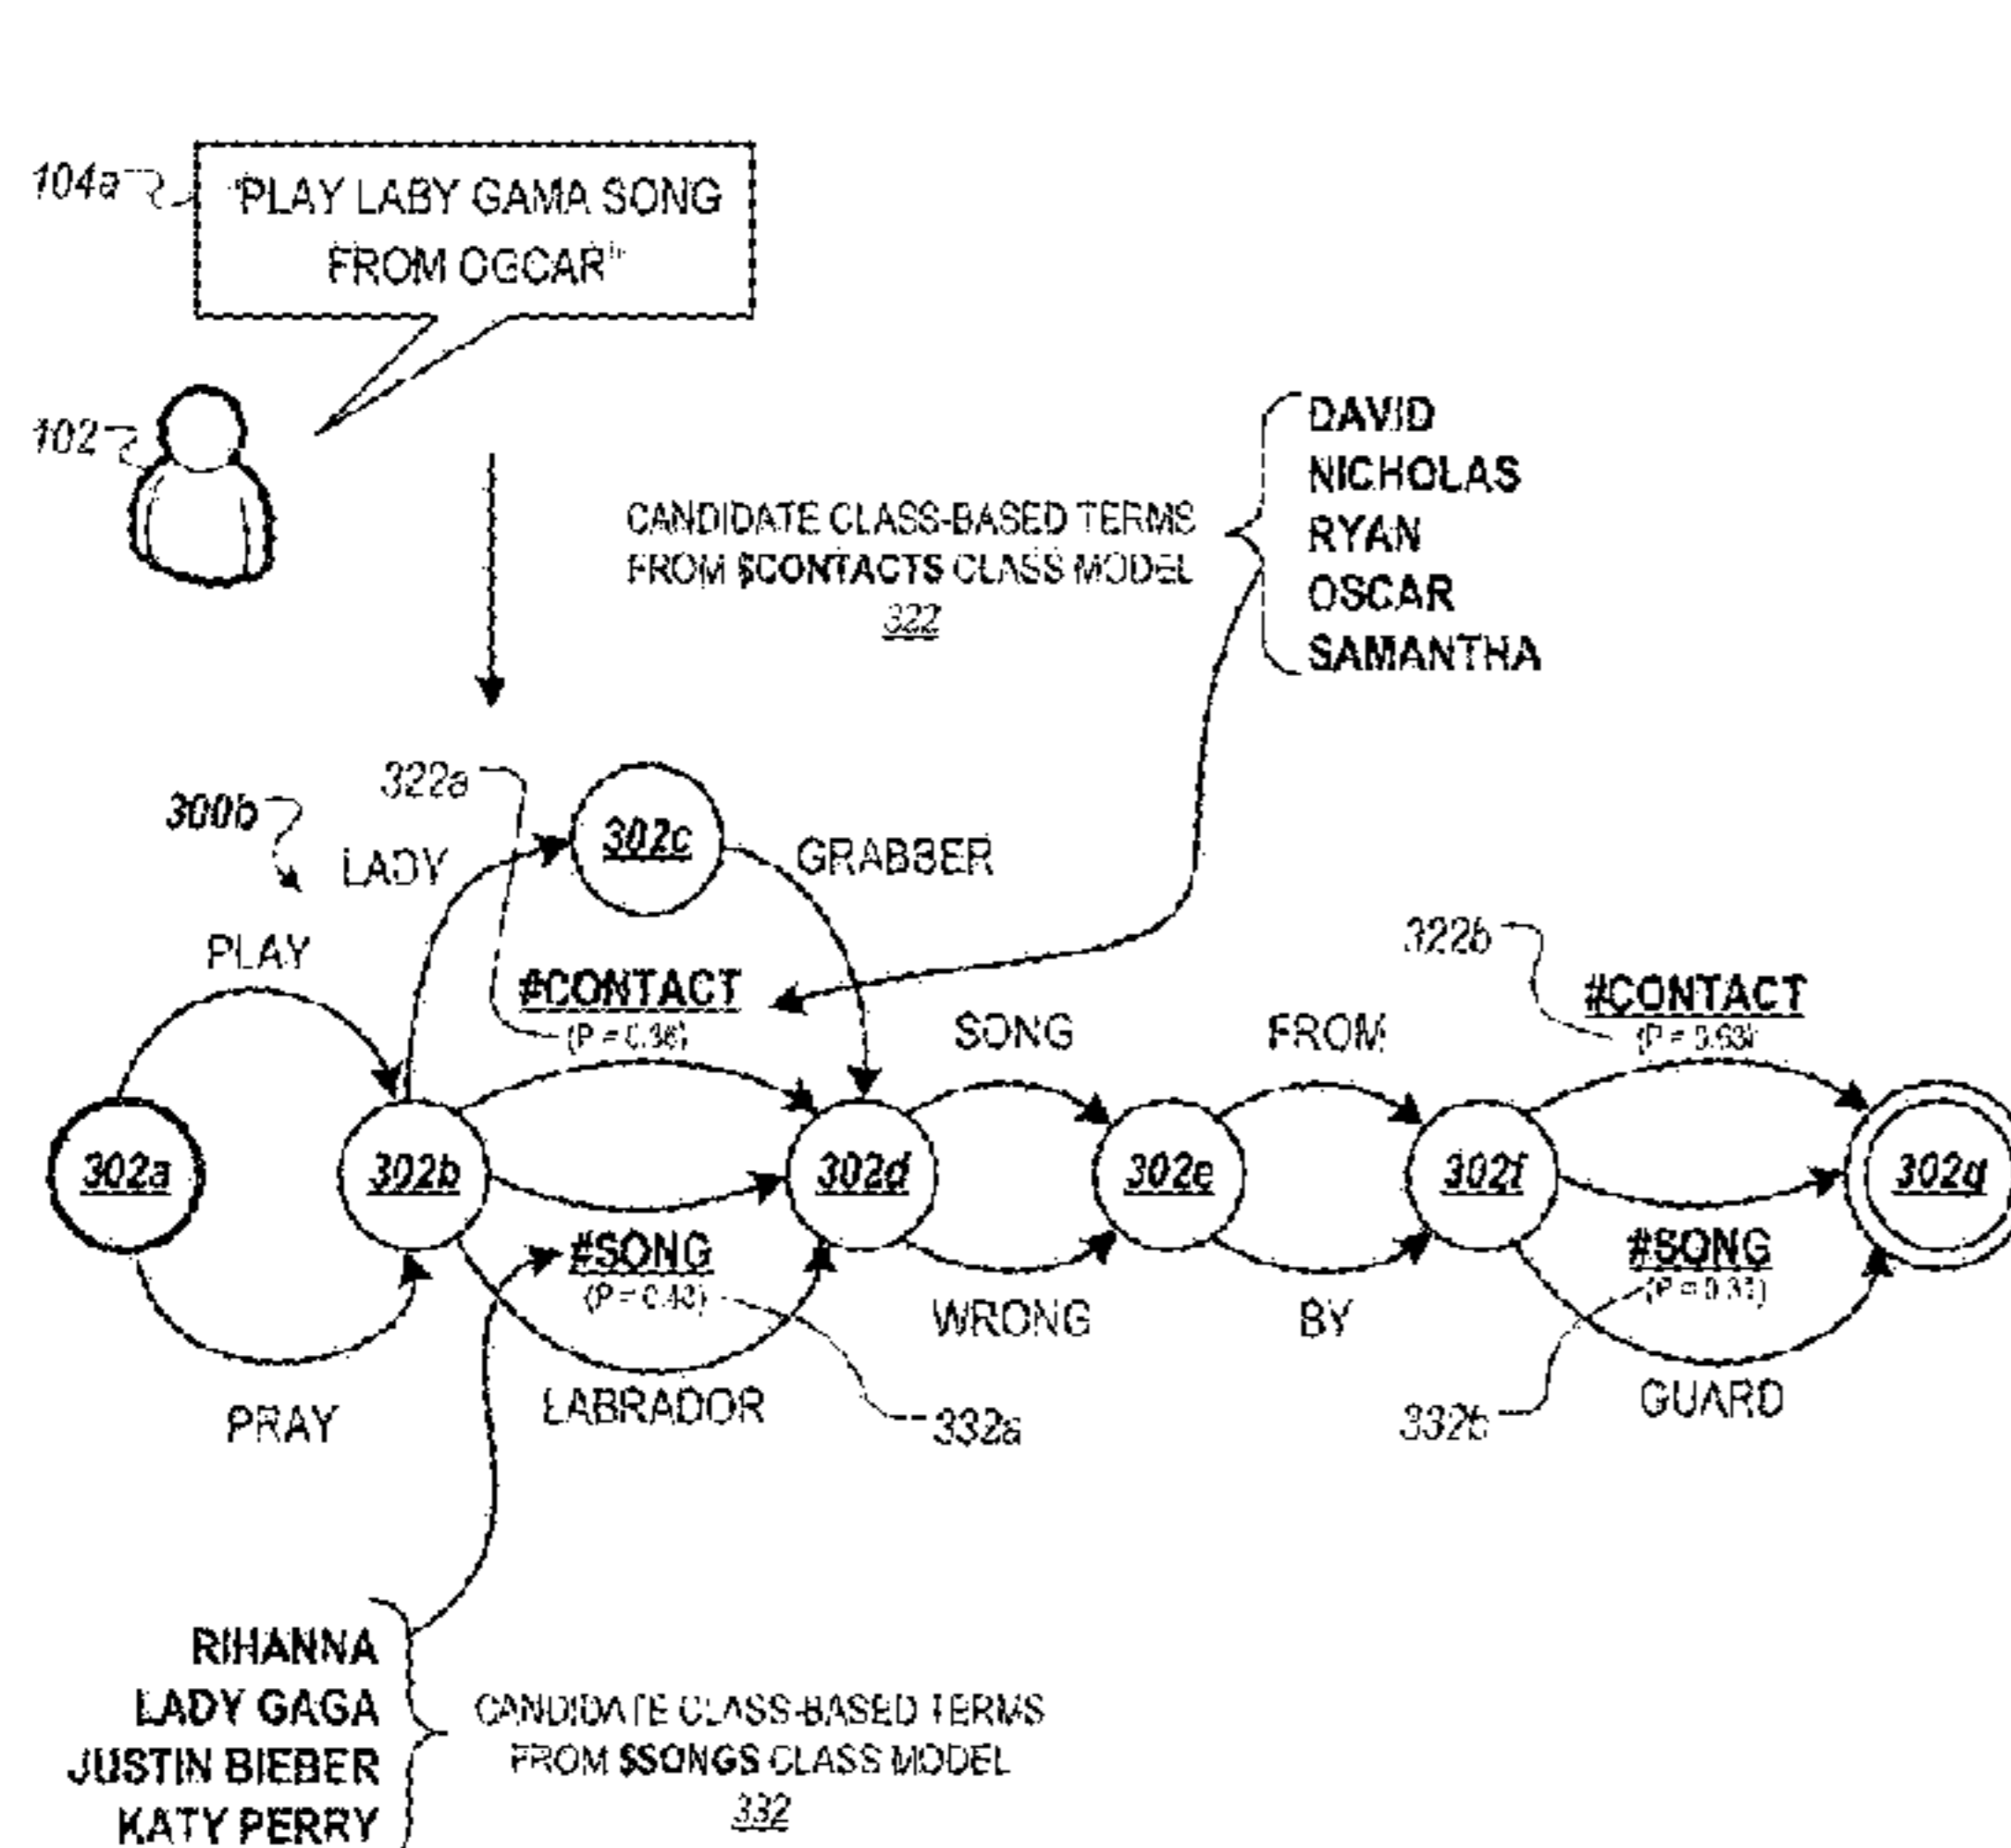 104a
"PLAY LABY GAMA SONG
FROM OGCAR"
102
CANDIDATE CLASS-BASED TERMS
FROM $CONTACTS CLASS MODEL
322
DAVID
NICHOLAS
RYAN
OSCAR
SAMANTHA
322a
300b
LADY
302c
GRABBER
PLAY
#CONTACT
SONG
FROM
322b
#CONTACT
302a
302b
302d
302e
302f
302g
#SONG
#SONG
PRAY
LABRADOR
WRONG
BY
GUARD
332a
332b
RIHANNA
LADY GAGA
JUSTIN BIEBER
KATY PERRY
CANDIDATE CLASS-BASED TERMS
FROM $SONGS CLASS MODEL
332